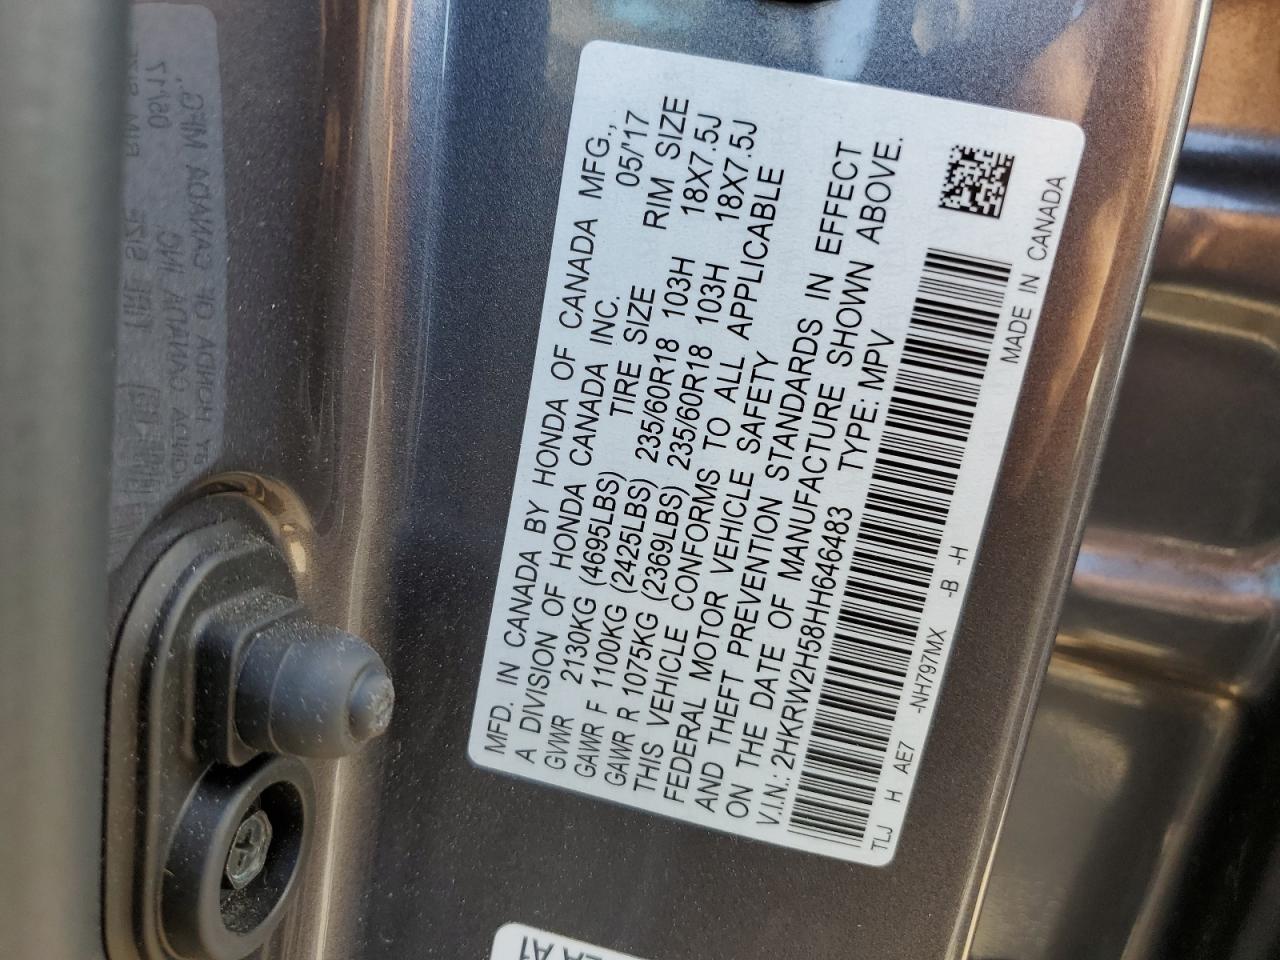 MFD. IN CANADA BY HONDA OF CANADA MFG.,
A DIVISION OF HONDA CANADA INC. 05/'17
GVWR 2130KG (4695LBS) TIRE SIZE RIM SIZE
GAWR F 1100KG (2425LBS) 235/60R18 103H 18X7.5J
GAWR R 1075KG (2369LBS) 235/60R18 103H 18X7.5J
THIS VEHICLE CONFORMS TO ALL APPLICABLE
FEDERAL MOTOR VEHICLE SAFETY
AND THEFT PREVENTION STANDARDS IN EFFECT
ON THE DATE OF MANUFACTURE SHOWN ABOVE.
V.I.N.: 2HKRW2H58HH646483 TYPE: MPV
TLJ H AE7 -NH797MX -B -H MADE IN CANADA